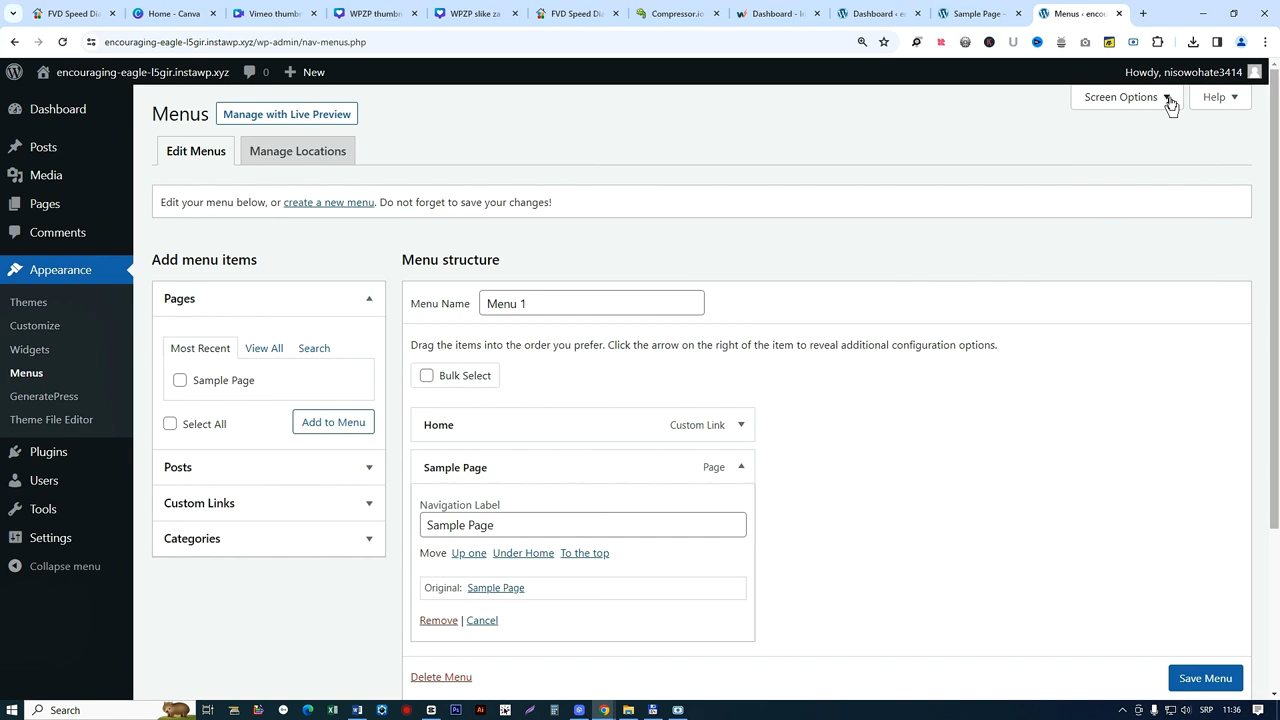 FVD Speed Di
Home - Canva
Vimeo thumb
WPZP thumb
WPZP slike za
FVD Speed Di
Compressor.io
Dashboard - I
Dashboard ‹ e
Sample Page –
Menus ‹ enco
encouraging-eagle-l5gir.instawp.xyz/wp-admin/nav-menus.php
encouraging-eagle-l5gir.instawp.xyz 0 New Howdy, nisowohate3414
Screen Options Help
Dashboard
Posts
Media
Pages
Comments
Appearance
Themes
Customize
Widgets
Menus
GeneratePress
Theme File Editor
Plugins
Users
Tools
Settings
Collapse menu
Menus Manage with Live Preview
Edit Menus Manage Locations
Edit your menu below, or create a new menu. Do not forget to save your changes!
Add menu items
Pages
Most Recent View All Search
Sample Page
Select All Add to Menu
Posts
Custom Links
Categories
Menu structure
Menu Name Menu 1
Drag the items into the order you prefer. Click the arrow on the right of the item to reveal additional configuration options.
Bulk Select
Home Custom Link
Sample Page Page
Navigation Label
Sample Page
Move Up one Under Home To the top
Original: Sample Page
Remove | Cancel
Delete Menu Save Menu
Search SRP 11:36